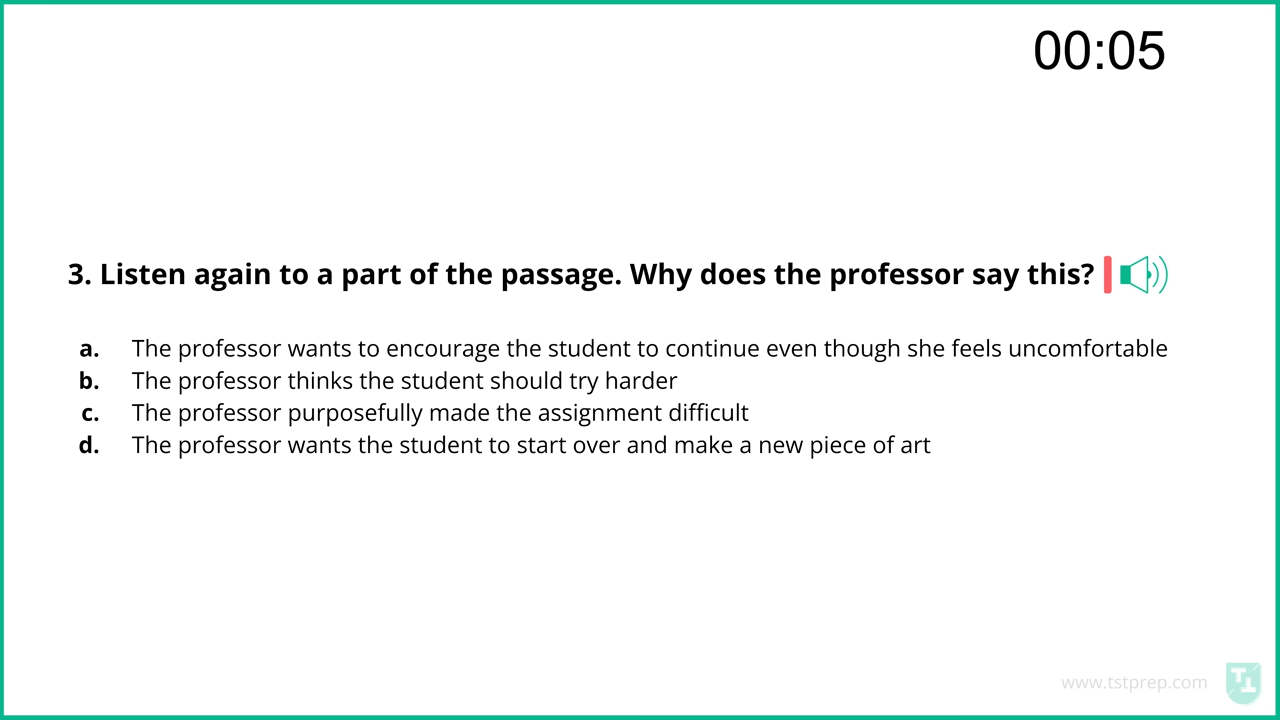 00:05
3. Listen again to a part of the passage. Why does the professor say this?
a. The professor wants to encourage the student to continue even though she feels uncomfortable
b. The professor thinks the student should try harder
c. The professor purposefully made the assignment difficult
d. The professor wants the student to start over and make a new piece of art
www.tstprep.com